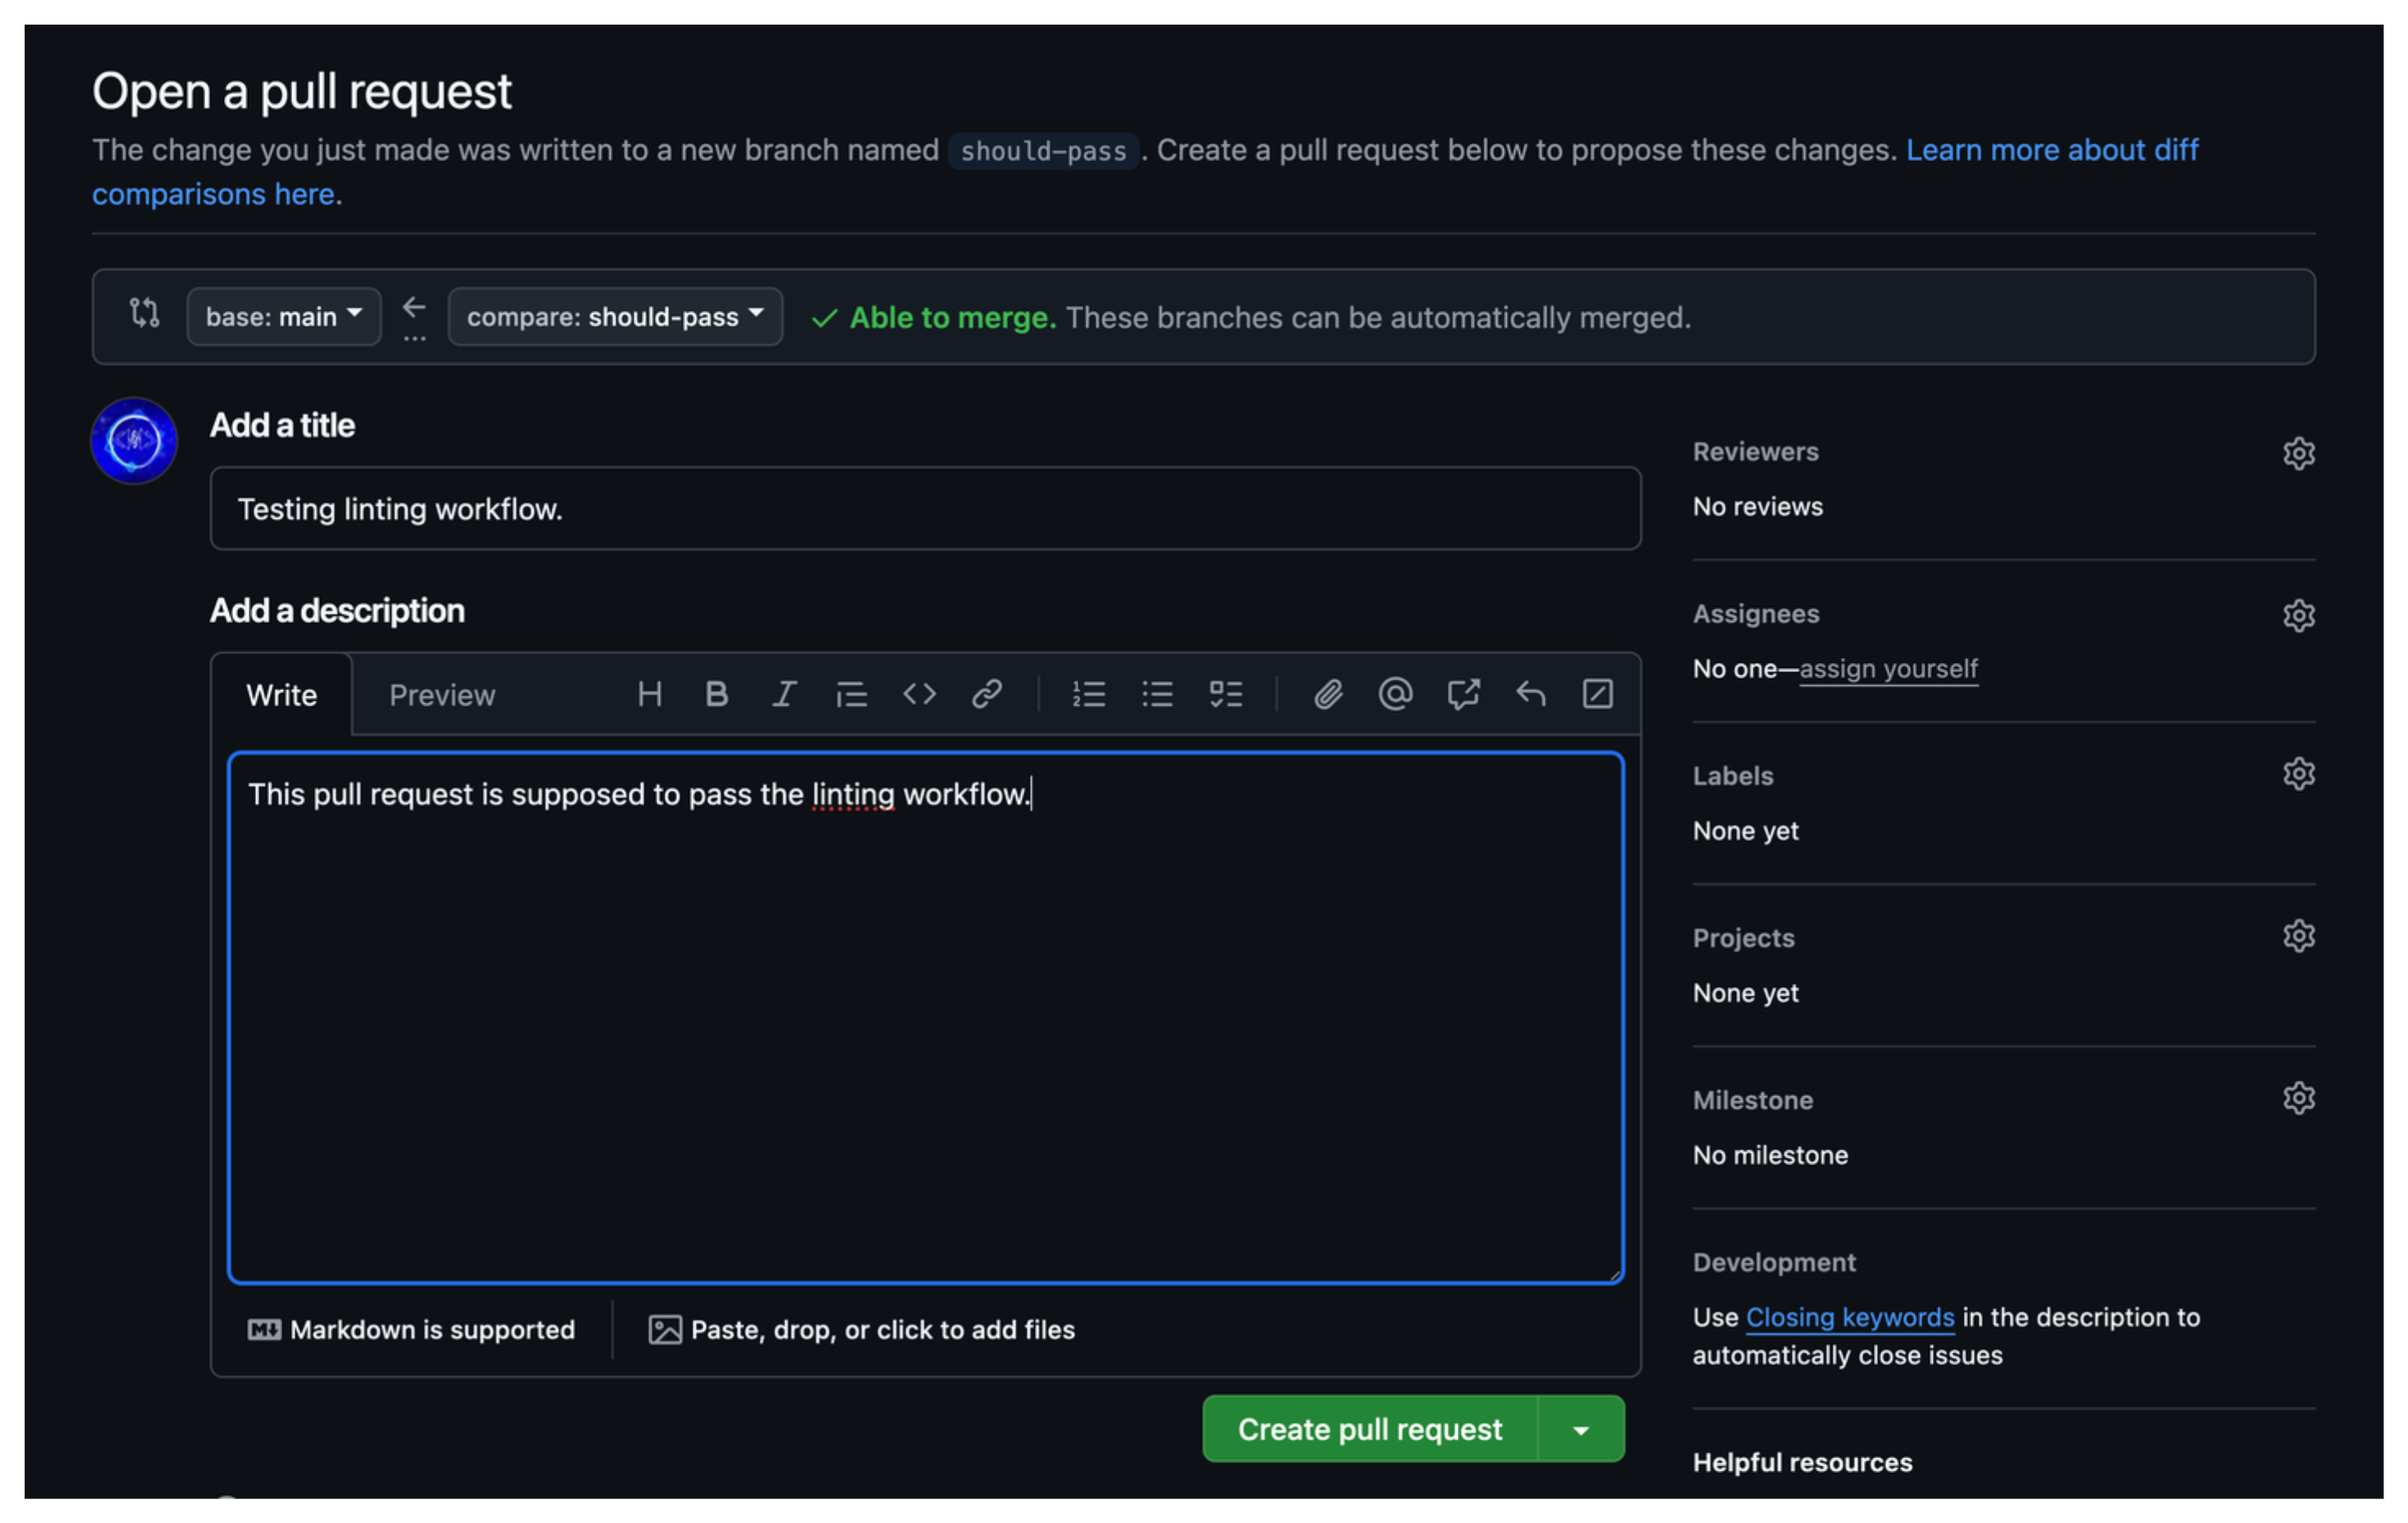 Open a pull request
The change you just made was written to a new branch named should-pass. Create a pull request below to propose these changes. Learn more about diff
comparisons here.
base: main
compare: should-pass
Able to merge. These branches can be automatically merged.
Add a title
Testing linting workflow.
Add a description
Write
Preview
This pull request is supposed to pass the linting workflow.
Markdown is supported
Paste, drop, or click to add files
Create pull request
Reviewers
No reviews
Assignees
No one—assign yourself
Labels
None yet
Projects
None yet
Milestone
No milestone
Development
Use Closing keywords in the description to
automatically close issues
Helpful resources